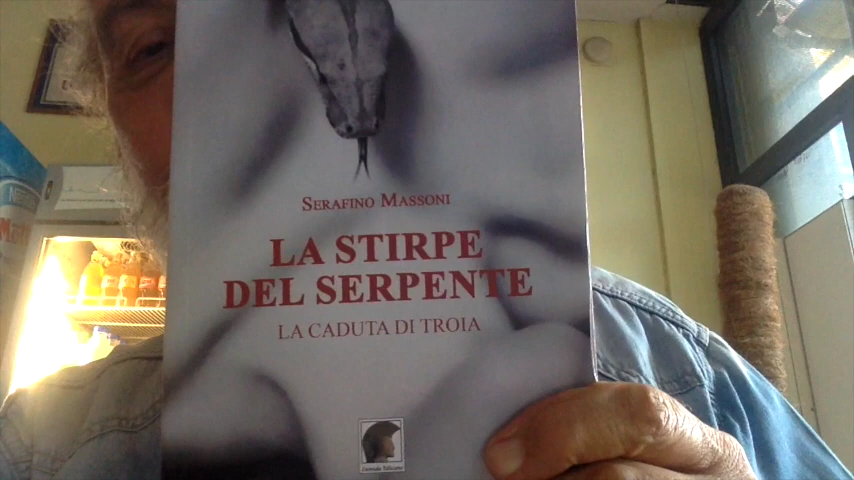 SERAFINO MASSONI
LA STIRPE
DEL SERPENTE
LA CADUTA DI TROIA